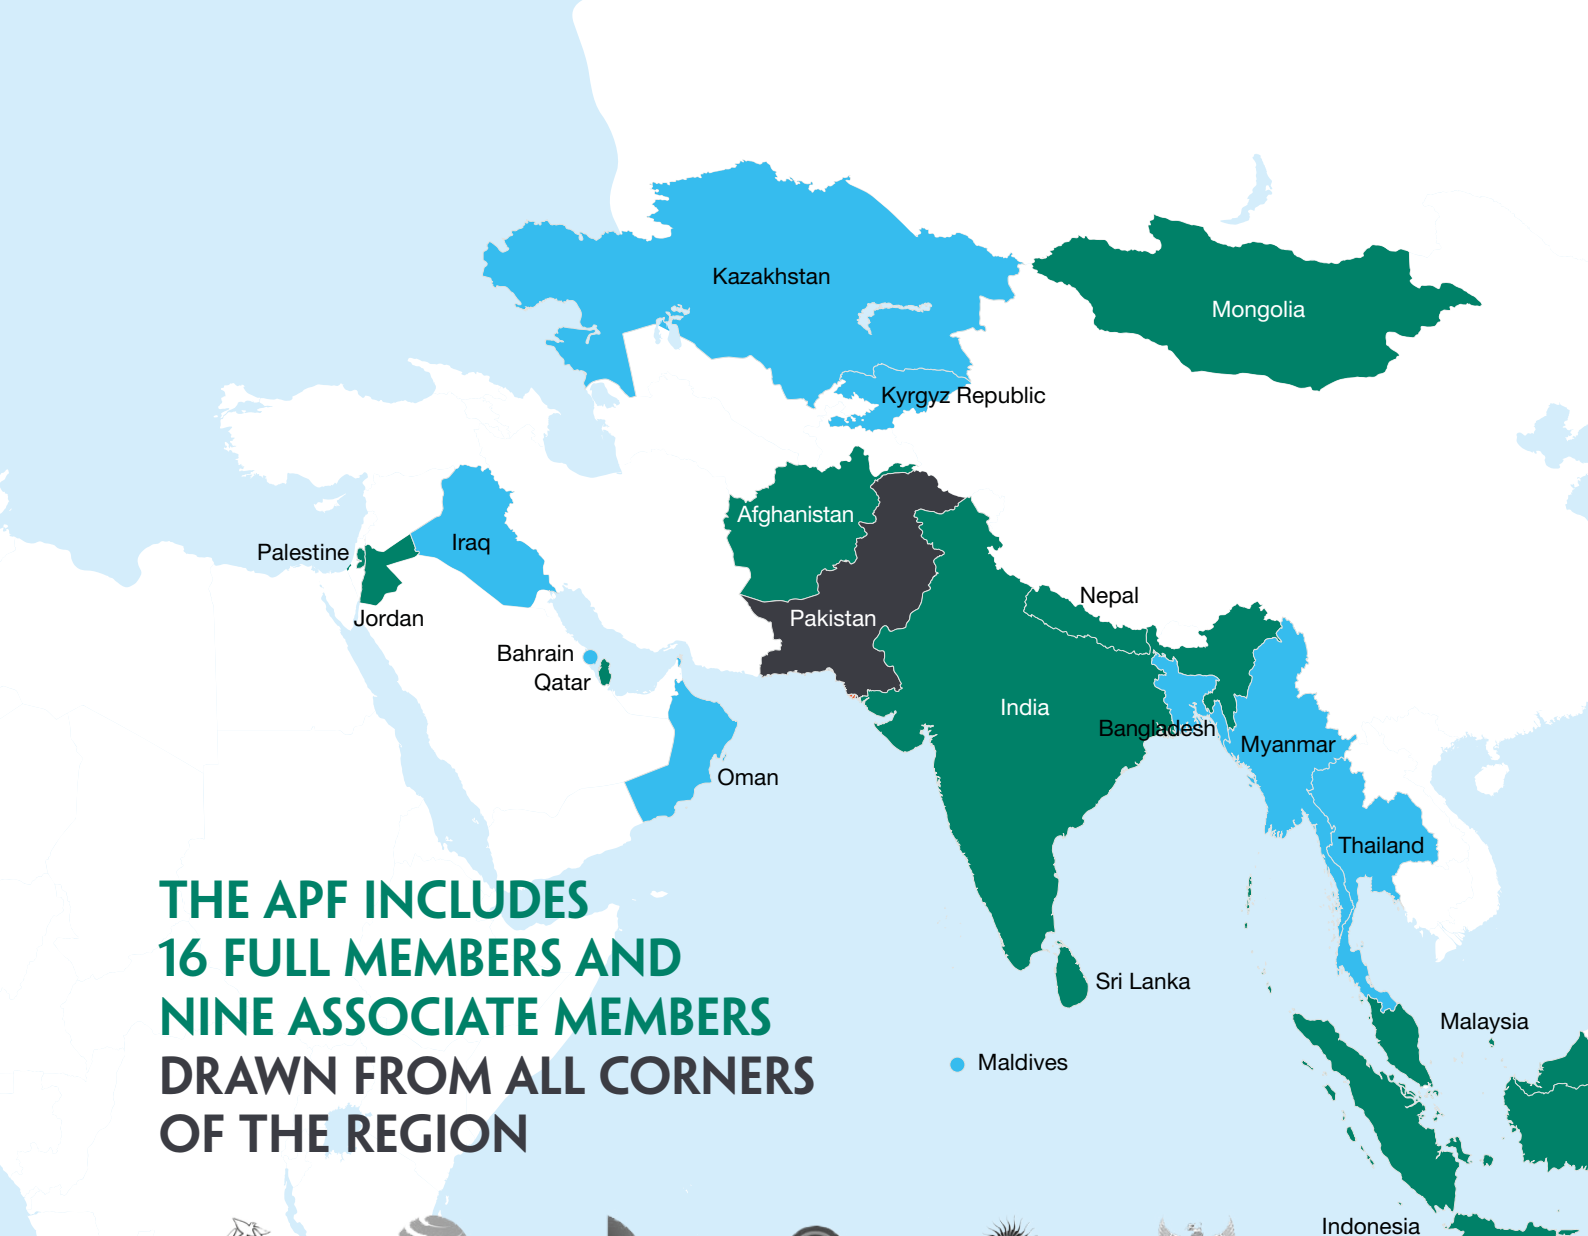 Kazakhstan
Mongolia
Kyrgyz Republic
Afghanistan
Iraq
Palestine
Nepal
Jordan
Pakistan
Bahrain
Qatar
India
Bangladesh
Myanmar
Oman
Thailand
THE APF INCLUDES
16 FULL MEMBERS AND
NINE ASSOCIATE MEMBERS
DRAWN FROM ALL CORNERS
OF THE REGION
Sri Lanka
Malaysia
Maldives
Indonesia